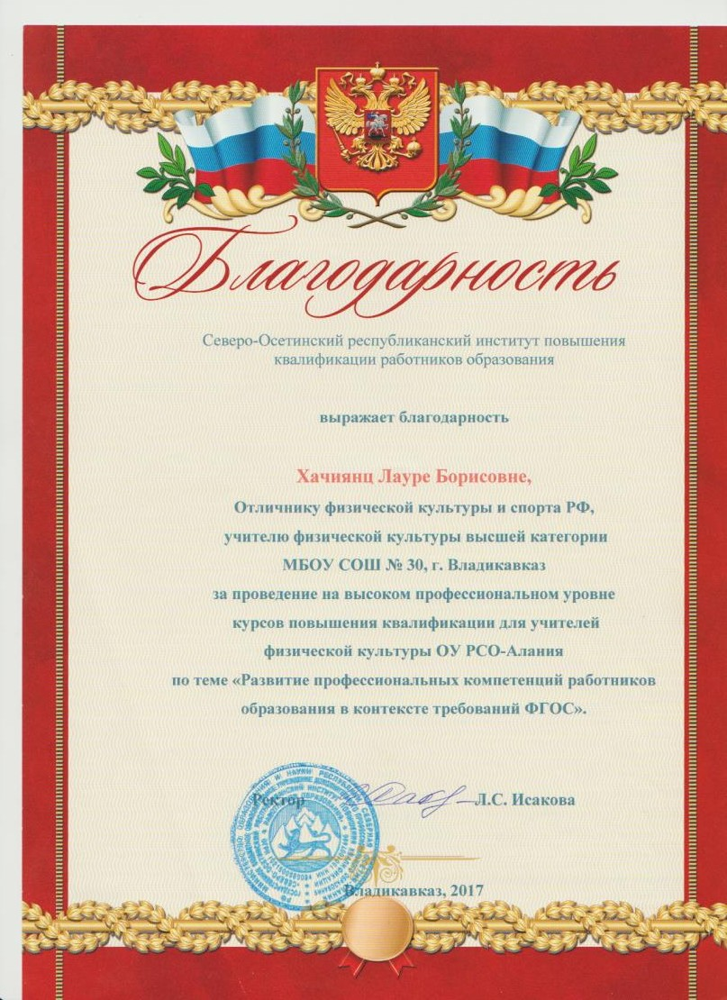 Благодарность
Северо-Осетинский республиканский институт повышения
квалификации работников образования
выражает благодарность
Хачиянц Лауре Борисовне,
Отличнику физической культуры и спорта РФ,
учителю физической культуры высшей категории
МБОУ СОШ № 30, г. Владикавказ
за проведение на высоком профессиональном уровне
курсов повышения квалификации для учителей
физической культуры ОУ РСО-Алания
по теме «Развитие профессиональных компетенций работников
образования в контексте требований ФГОС».
Ректор Л.С. Исакова
Владикавказ, 2017